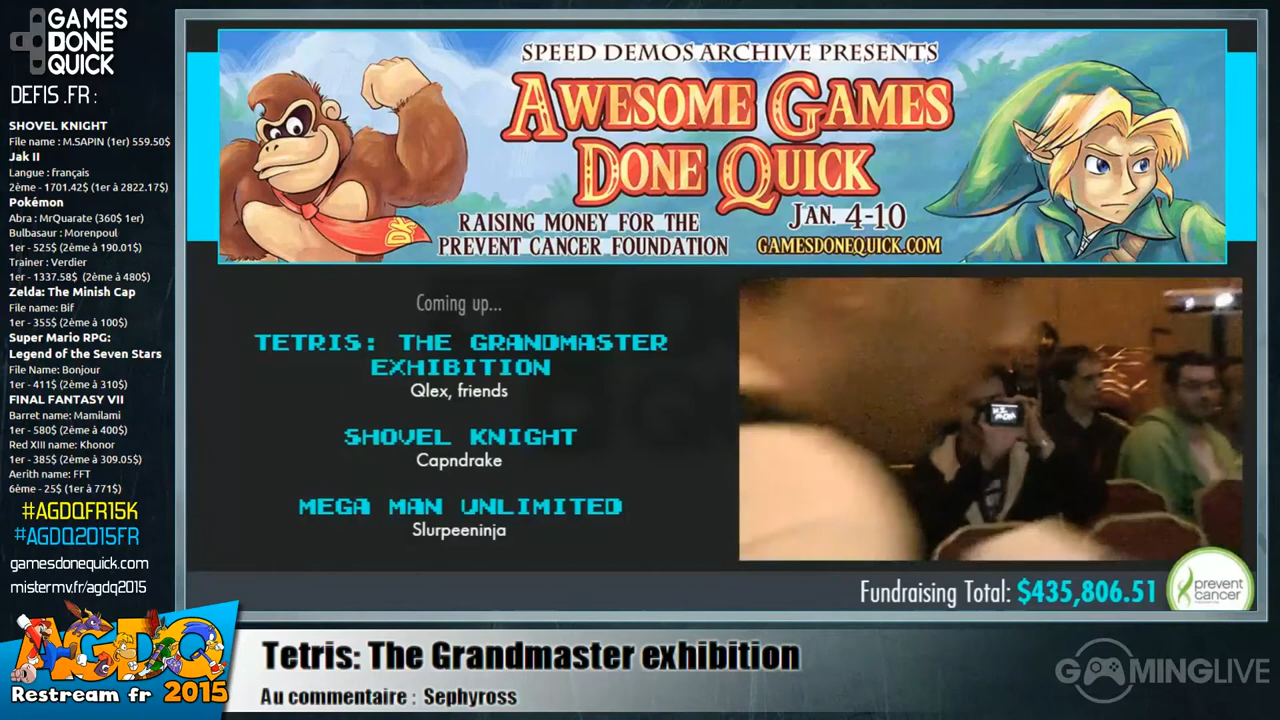 GAMES
DONE
QUICK
DEFIS .FR :
SHOVEL KNIGHT
File name : M.SAPIN (1er) 559.50$
Jak II
Langue : français
2ème - 1701.42$ (1er à 2822.17$)
Pokémon
Abra : MrQuarate (360$ 1er)
Bulbasaur : Morenpoul
1er - 525$ (2ème à 190.01$)
Trainer : Verdier
1er - 1337.58$ (2ème à 480$)
Zelda: The Minish Cap
File name: Bif
1er - 355$ (2ème à 100$)
Super Mario RPG:
Legend of the Seven Stars
File Name: Bonjour
1er - 411$ (2ème à 310$)
FINAL FANTASY VII
Barret name: Mamilami
1er - 580$ (2ème à 400$)
Red XIII name: Khonor
1er - 385$ (2ème à 309.05$)
Aerith name: FFT
6ème - 25$ (1er à 771$)
#AGDQFR15K
#AGDQ2015FR
gamesdonequick.com
mistermv.fr/agdq2015
AGDQ
Restream fr 2015
SPEED DEMOS ARCHIVE PRESENTS
AWESOME GAMES
DONE QUICK
JAN. 4-10
RAISING MONEY FOR THE
PREVENT CANCER FOUNDATION
GAMESDONEQUICK.COM
DK
Coming up...
TETRIS: THE GRANDMASTER
EXHIBITION
Qlex, friends
SHOVEL KNIGHT
Capndrake
MEGA MAN UNLIMITED
Slurpeeninja
Fundraising Total: $435,806.51
prevent
cancer
Tetris: The Grandmaster exhibition
Au commentaire : Sephyross
GAMINGLIVE